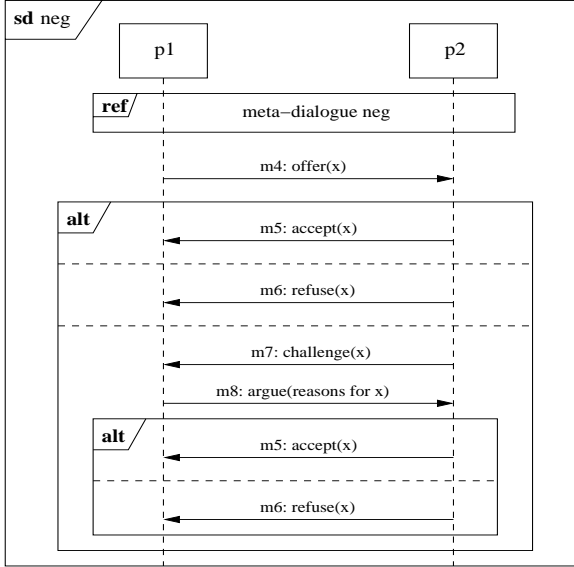 sd neg
p1 p2
ref
meta−dialogue neg
m4: offer(x)
alt
m5: accept(x)
m6: refuse(x)
m7: challenge(x)
m8: argue(reasons for x)
alt
m5: accept(x)
m6: refuse(x)